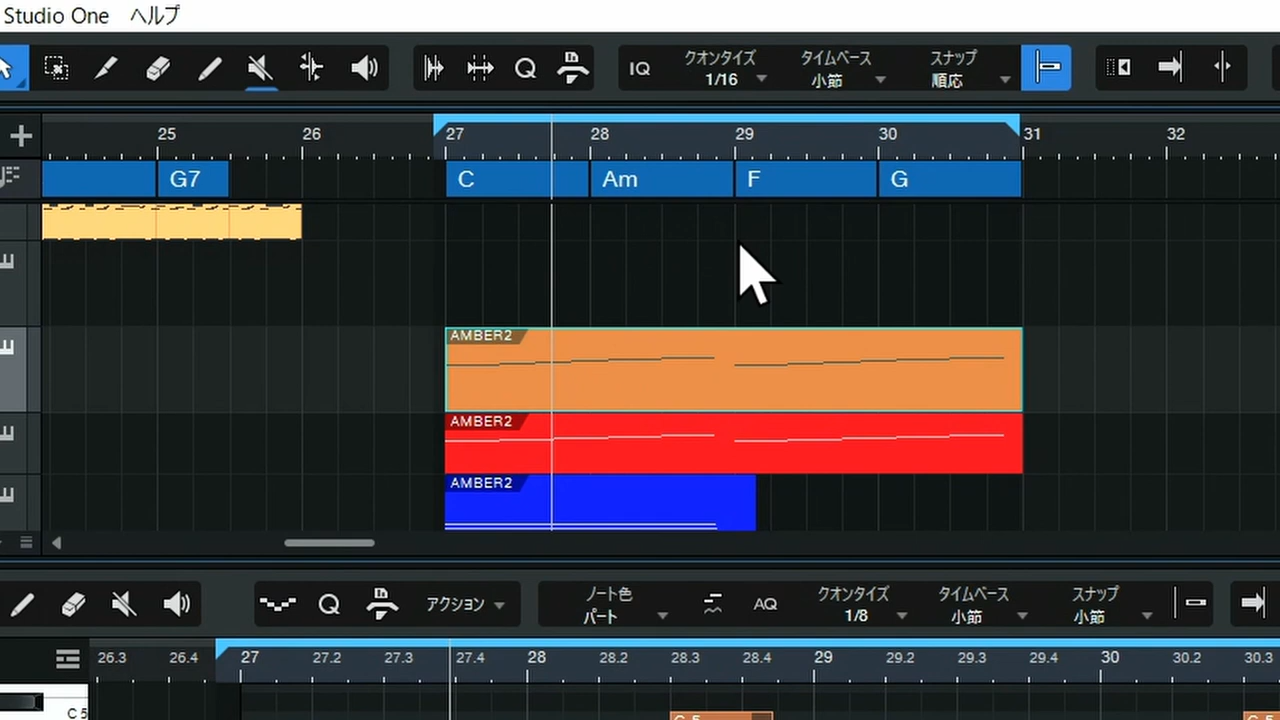 Studio One ヘルプ
IQ クオンタイズ 1/16 タイムベース 小節 スナップ 順応
25 26 27 28 29 30 31 32
G7 C Am F G
AMBER2
AMBER2
AMBER2
アクション ノート色 パート AQ クオンタイズ 1/8 タイムベース 小節 スナップ 小節
26.3 26.4 27 27.2 27.3 27.4 28 28.2 28.3 28.4 29 29.2 29.3 29.4 30 30.2 30.3
C 5 C 5